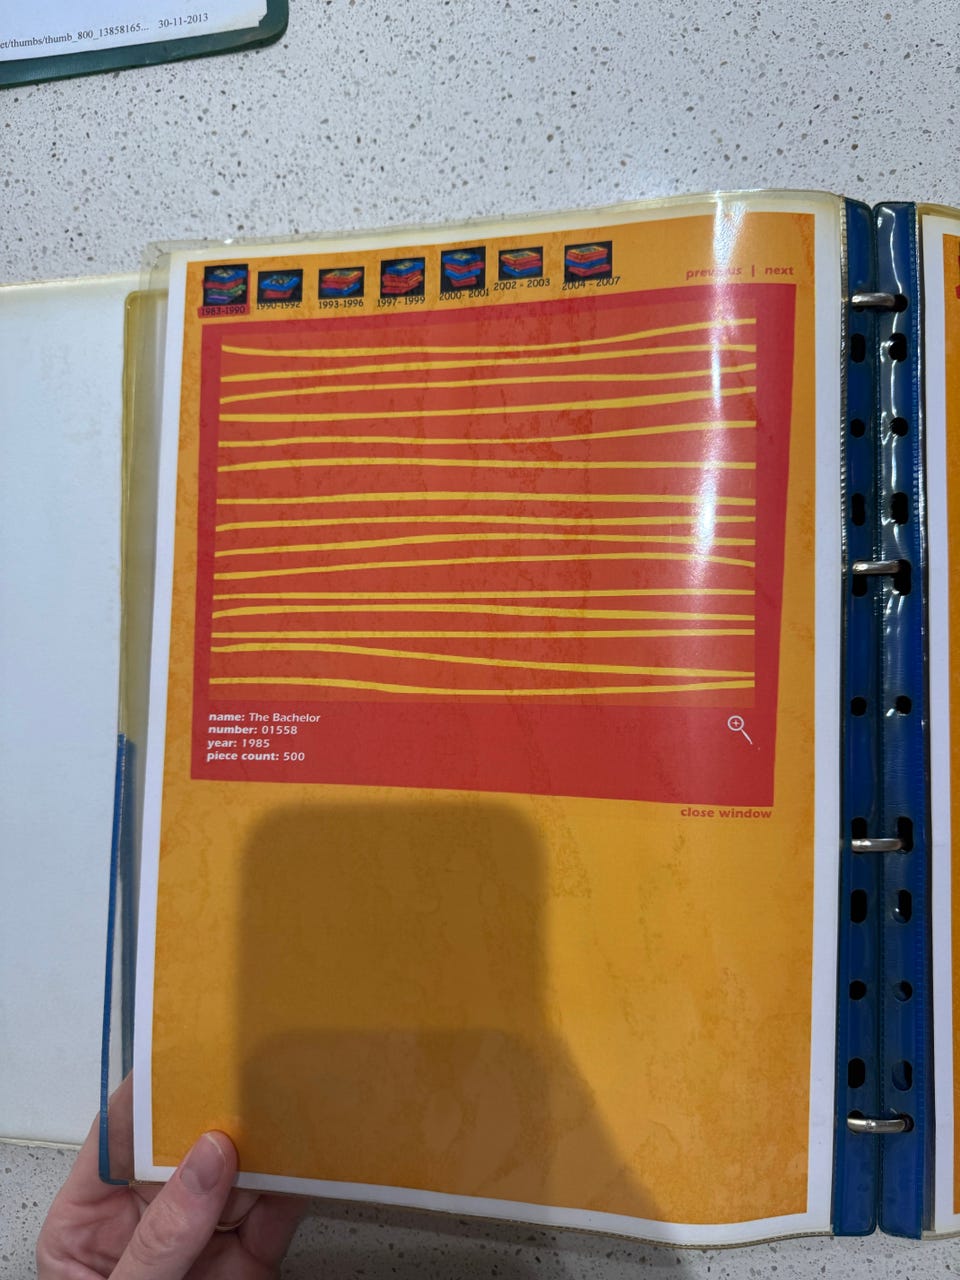 et/thumbs/thumb_800_13858165... 30-11-2013
1983-1990 1990-1992 1993-1996 1997-1999 2000-2001 2002 - 2003 2004 - 2007
previous | next
name: The Bachelor
number: 01558
year: 1985
piece count: 500
close window